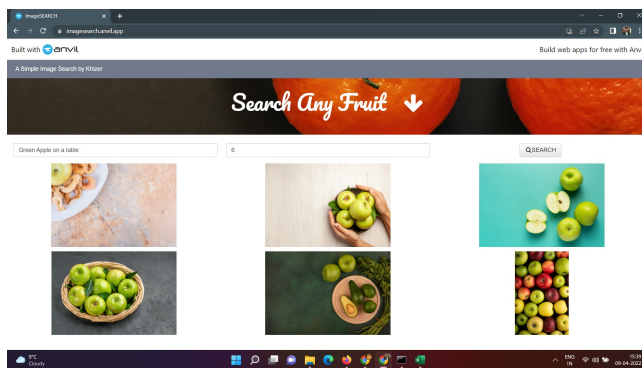 ImageSEARCH
imagesearch.anvil.app
Built with anvil
Build web apps for free with Anv
A Simple Image Search by Khizer
Search Any Fruit
Green Apple on a table
6
SEARCH
9°C
Cloudy
ENG
IN
15:39
09-04-2022